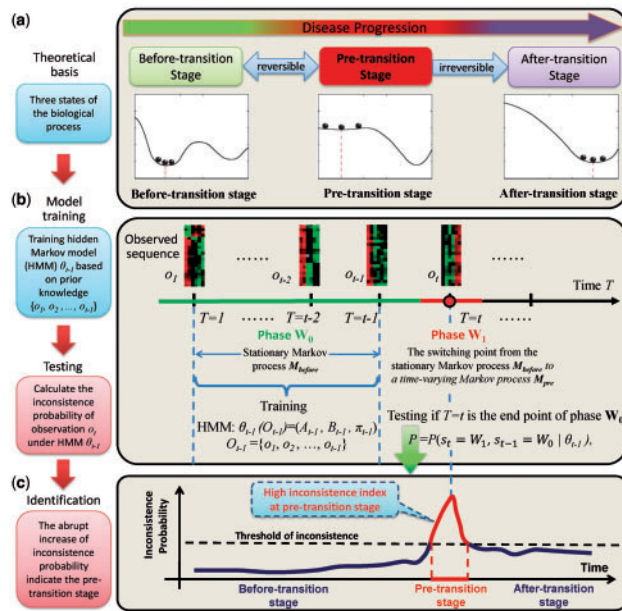 (a)
Theoretical
basis
Three states of
the biological
process
Disease Progression
Before-transition
Stage
reversible
Pre-transition
Stage
irreversible
After-transition
Stage
Before-transition stage
Pre-transition stage
After-transition stage
(b)
Model
training
Training hidden
Markov model
(HMM) θt-1 based
on prior
knowledge
{o1, o2, ..., ot-1}
Testing
Calculate the
inconsistence
probability of
observation ot
under HMM θt-1
Observed
sequence
o1
......
ot-2
ot-1
ot
......
Time T
T=1
......
T=t-2
T=t-1
T=t
......
Phase W0
Phase W1
Stationary Markov
process Mbefore
The switching point from the
stationary Markov process Mbefore to
a time-varying Markov process Mpre
Training
HMM: θt-1 (Ot-1)=(At-1, Bt-1, πt-1)
Ot-1={o1, o2, ..., ot-1}
Testing if T=t is the end point of phase W0
P =P(st = W1, st-1 = W0 | θt-1),
(c)
Identification
The abrupt
increase of
inconsistence
probability
indicate the pre-
transition stage
Inconsistence
Probability
High inconsistence index
at pre-transition stage
Threshold of inconsistence
Time
Before-transition
stage
Pre-transition
stage
After-transition
stage